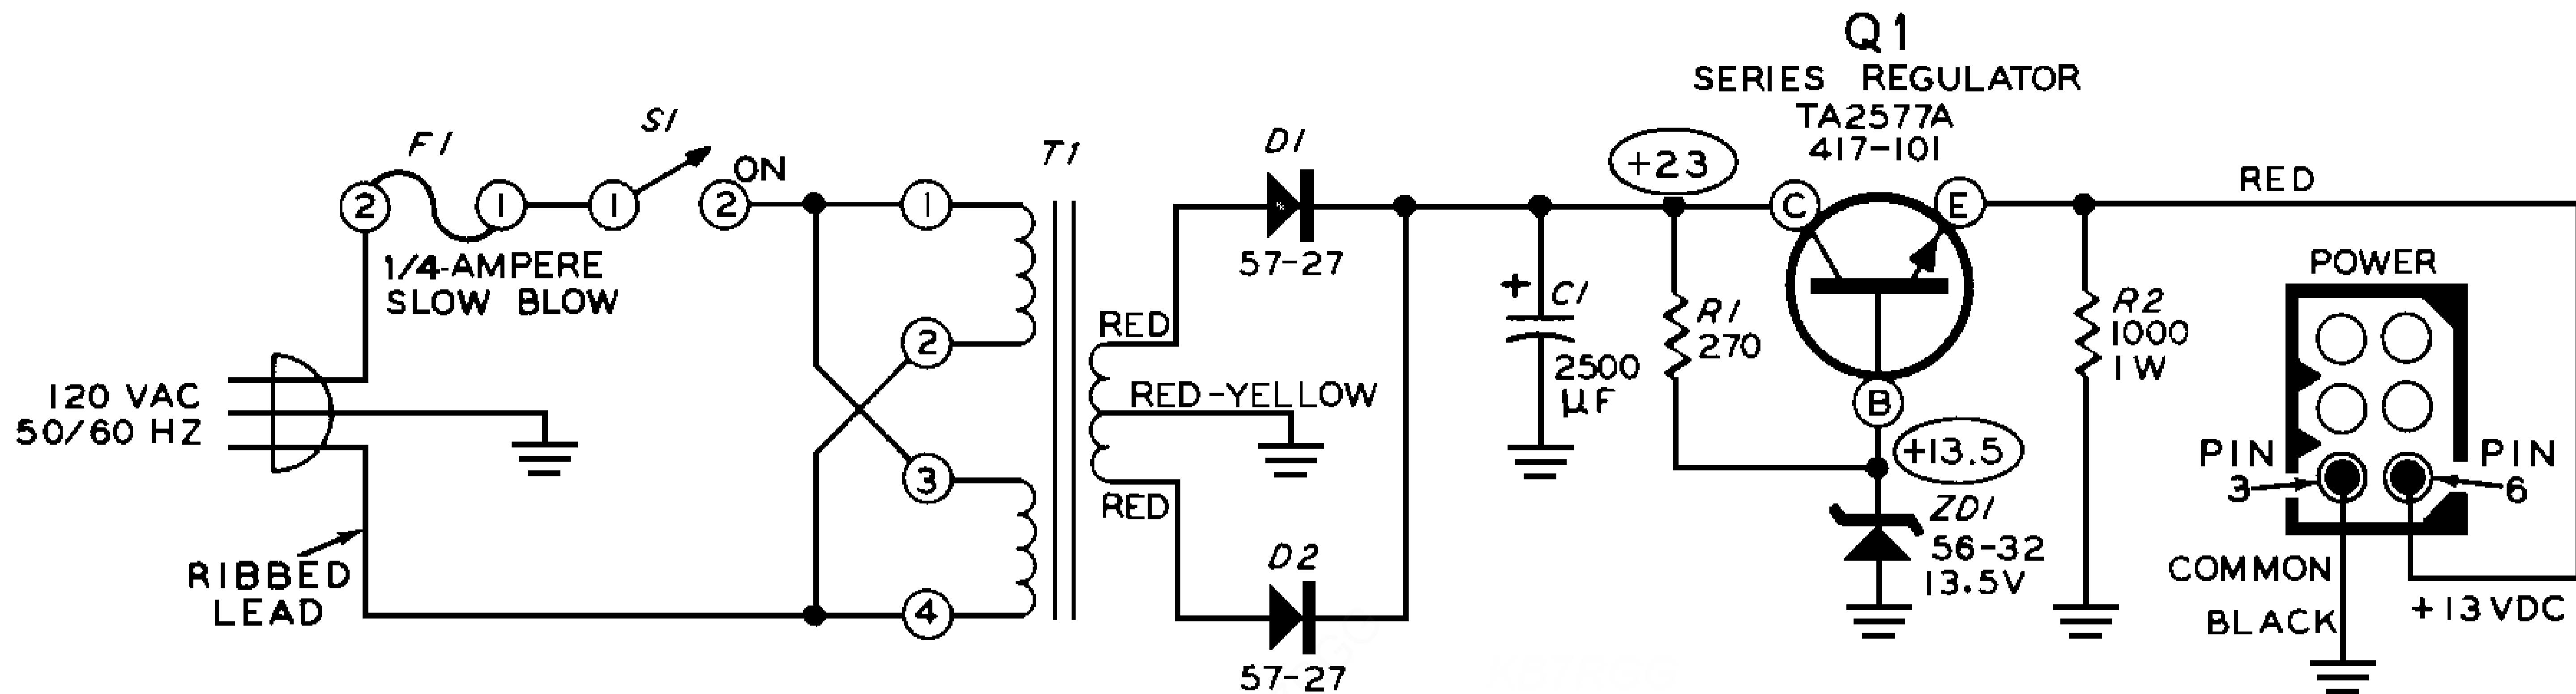 Q1
SERIES REGULATOR
TA2577A
417-101
F1
S1
ON
2
1
1
2
1/4-AMPERE
SLOW BLOW
120 VAC
50/60 HZ
RIBBED
LEAD
T1
1
2
3
4
RED
RED-YELLOW
RED
D1
57-27
D2
57-27
+23
+ C1
2500
µF
R1
270
C
E
B
+13.5
ZD1
56-32
13.5V
RED
R2
1000
1W
POWER
PIN
3
PIN
6
COMMON
BLACK
+13VDC